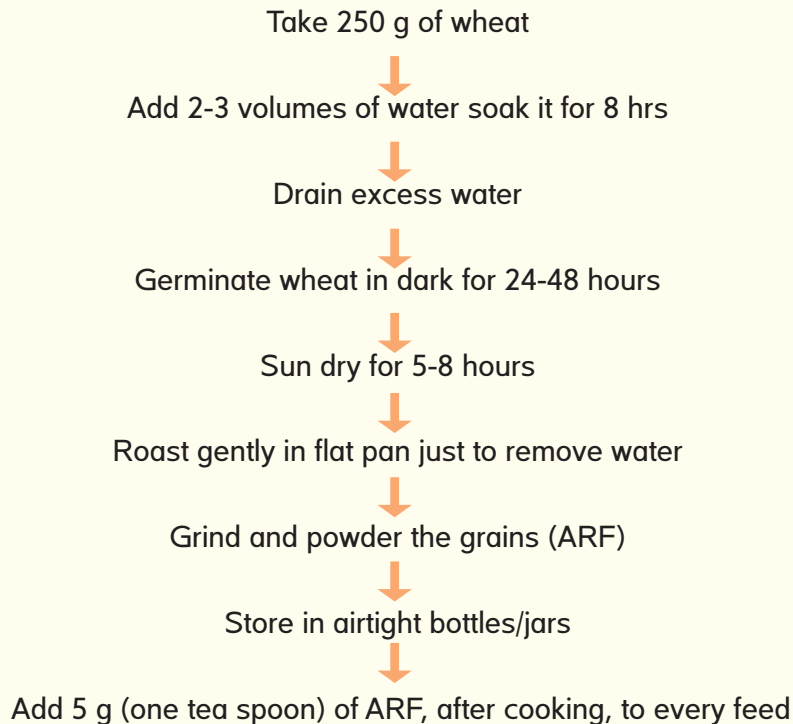 Take 250 g of wheat
Add 2-3 volumes of water soak it for 8 hrs
Drain excess water
Germinate wheat in dark for 24-48 hours
Sun dry for 5-8 hours
Roast gently in flat pan just to remove water
Grind and powder the grains (ARF)
Store in airtight bottles/jars
Add 5 g (one tea spoon) of ARF, after cooking, to every feed